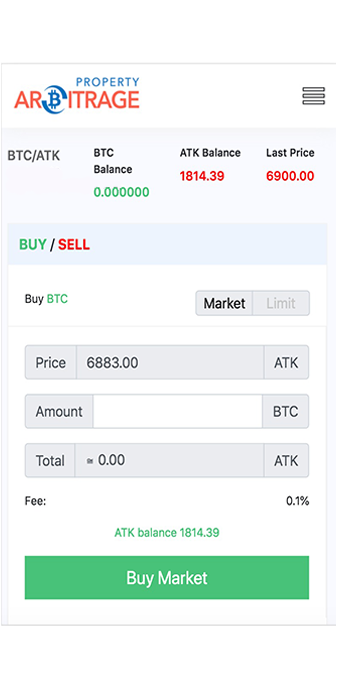 PROPERTY
ARBITRAGE
BTC/ATK
BTC Balance
0.000000
ATK Balance
1814.39
Last Price
6900.00
BUY / SELL
Buy BTC
Market Limit
Price 6883.00 ATK
Amount BTC
Total ≅ 0.00 ATK
Fee: 0.1%
ATK balance 1814.39
Buy Market